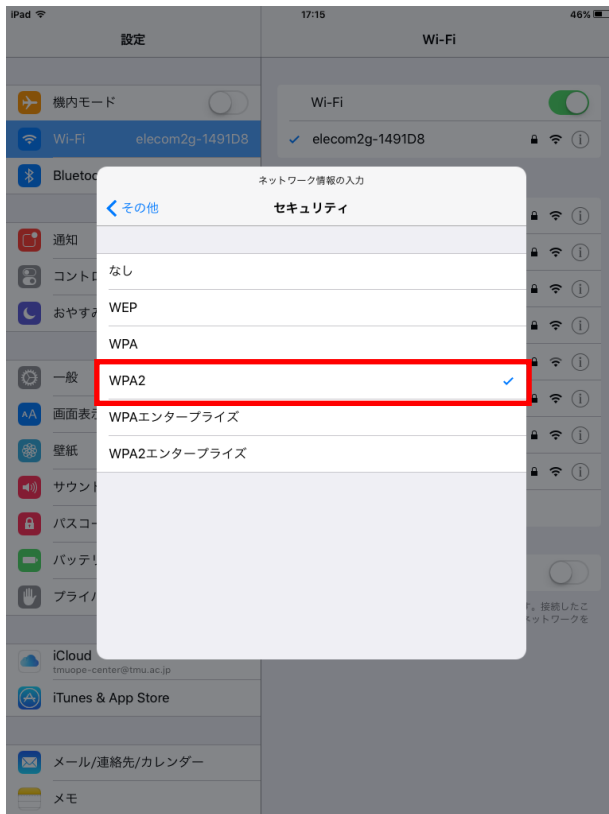 iPad 17:15 46%
設定
Wi-Fi
機内モード
Wi-Fi elecom2g-1491D8
Bluetoo
通知
コントロ
おやすみ
一般
画面表示
壁紙
サウンド
パスコー
バッテリ
プライバ
iCloud
tmuope-center@tmu.ac.jp
iTunes & App Store
メール/連絡先/カレンダー
メモ
Wi-Fi
elecom2g-1491D8
す。接続したこ
ネットワークを
ネットワーク情報の入力
その他
セキュリティ
なし
WEP
WPA
WPA2
WPAエンタープライズ
WPA2エンタープライズ